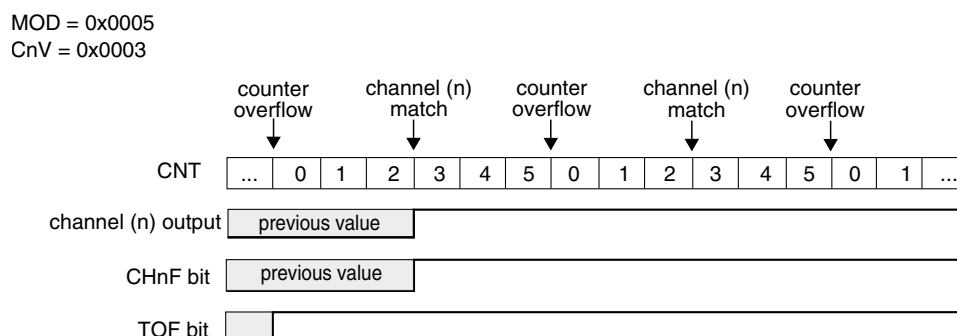 MOD = 0x0005
CnV = 0x0003
counter overflow
channel (n) match
counter overflow
channel (n) match
counter overflow
CNT
... 0 1 2 3 4 5 0 1 2 3 4 5 0 1 ...
channel (n) output
previous value
CHnF bit
previous value
TOF bit